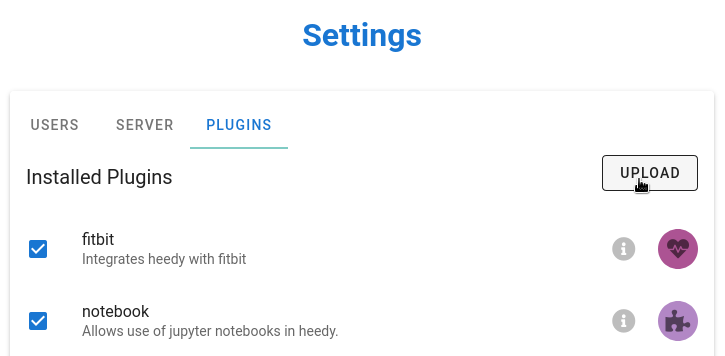 Settings
USERS SERVER PLUGINS
Installed Plugins
UPLOAD
fitbit
Integrates heedy with fitbit
notebook
Allows use of jupyter notebooks in heedy.